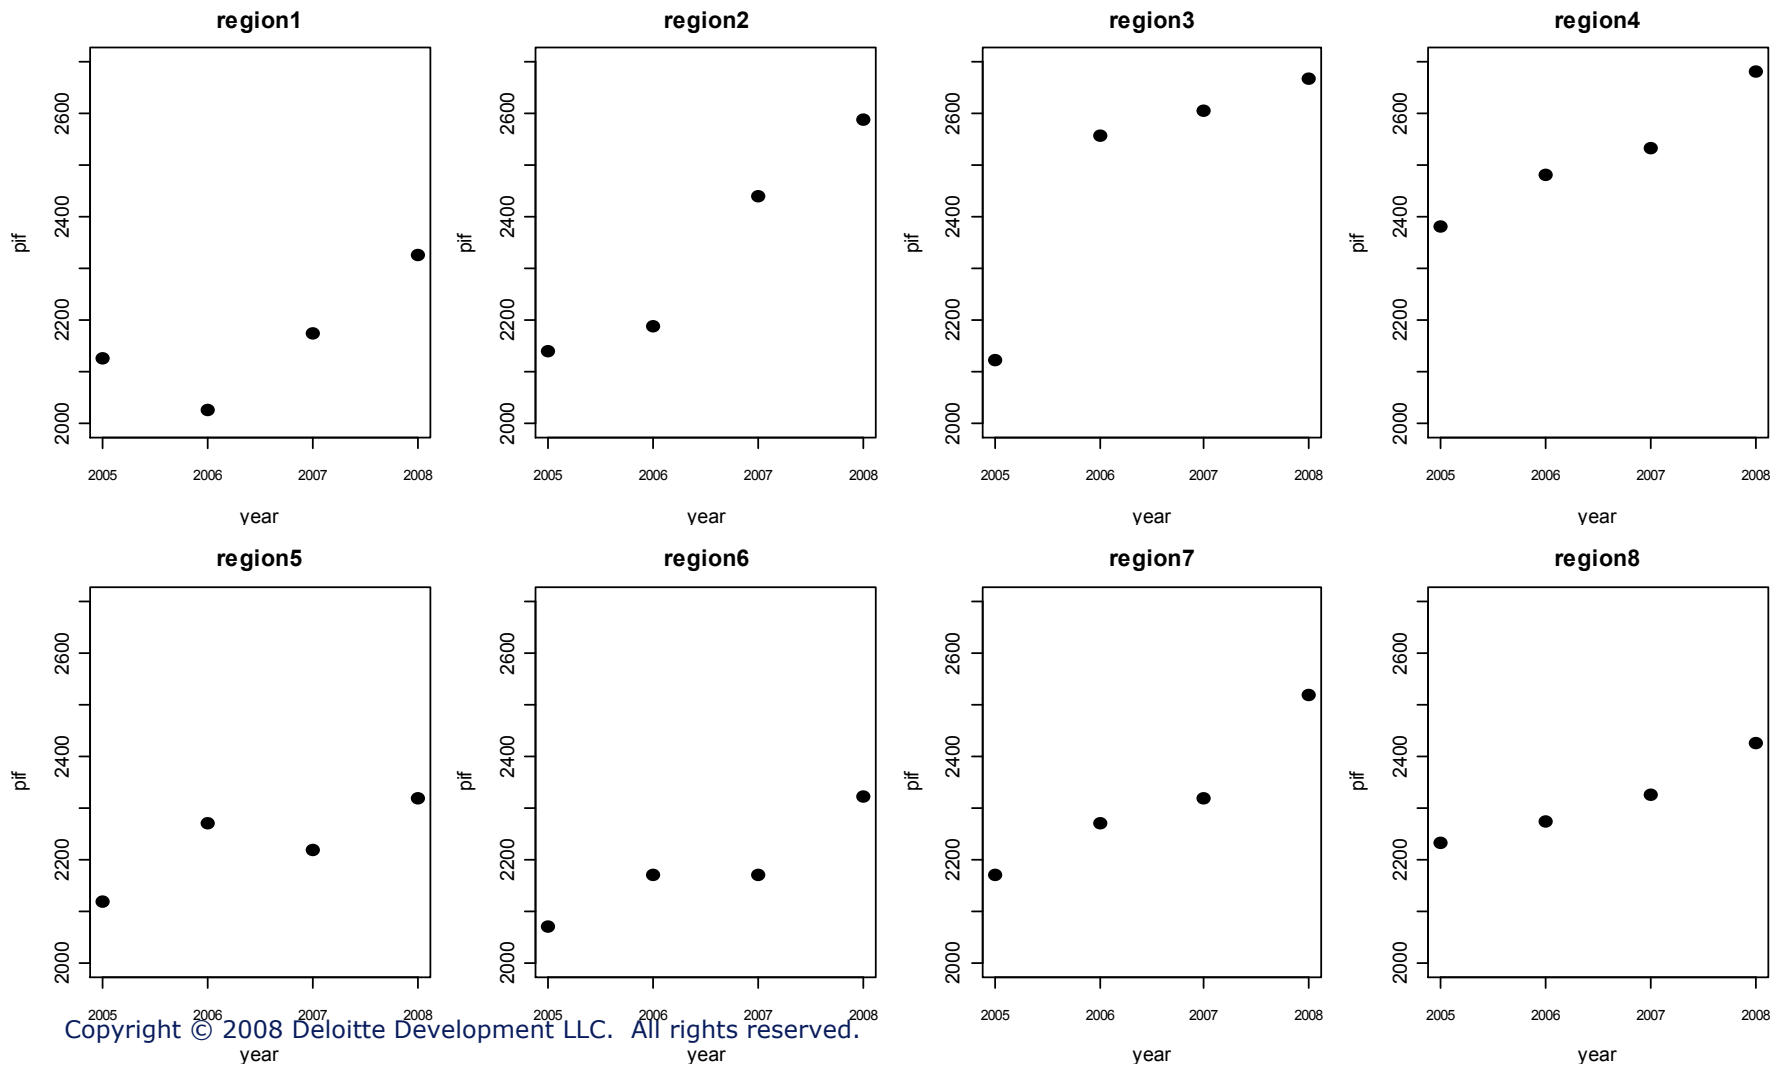 region1 region2 region3 region4
pif 2000 2200 2400 2600 pif 2000 2200 2400 2600 pif 2000 2200 2400 2600 pif 2000 2200 2400 2600
2005 2006 2007 2008 2005 2006 2007 2008 2005 2006 2007 2008 2005 2006 2007 2008
year year year year
region5 region6 region7 region8
pif 2000 2200 2400 2600 pif 2000 2200 2400 2600 pif 2000 2200 2400 2600 pif 2000 2200 2400 2600
2005 2006 2007 2008 2005 2006 2007 2008 2005 2006 2007 2008 2005 2006 2007 2008
Copyright © 2008 Deloitte Development LLC. All rights reserved.
year year year year